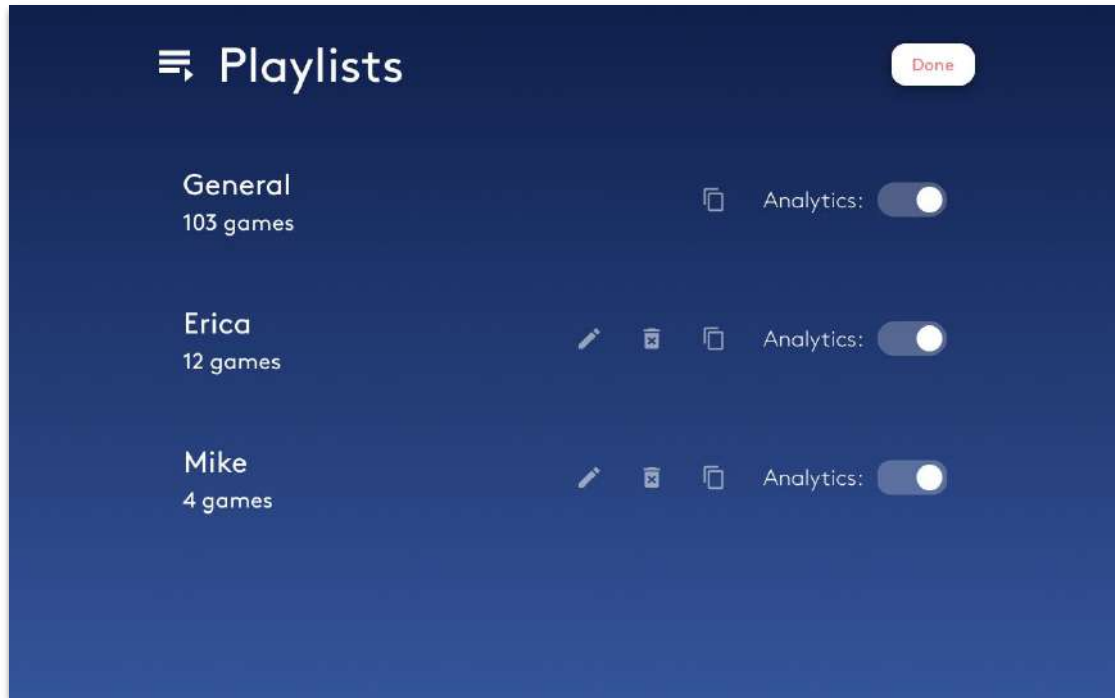 Playlists
Done
General
103 games
Analytics:
Erica
12 games
Analytics:
Mike
4 games
Analytics: